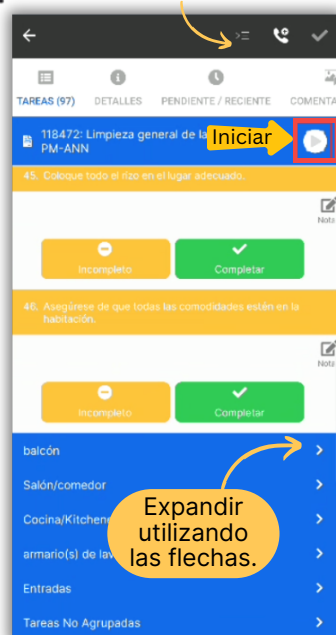 TAREAS (97) DETALLES PENDIENTE / RECIENTE COMENTA
118472: Limpieza general de la
PM-ANN
Iniciar
45. Coloque todo el rizo en el lugar adecuado.
Nota
Incompleto Completar
46. Asegúrese de que todas las comodidades estén en la
habitación.
Nota
Incompleto Completar
balcón
Salón/comedor
Cocina/Kitchen
armario(s) de la
Entradas
Tareas No Agrupadas
Expandir
utilizando
las flechas.